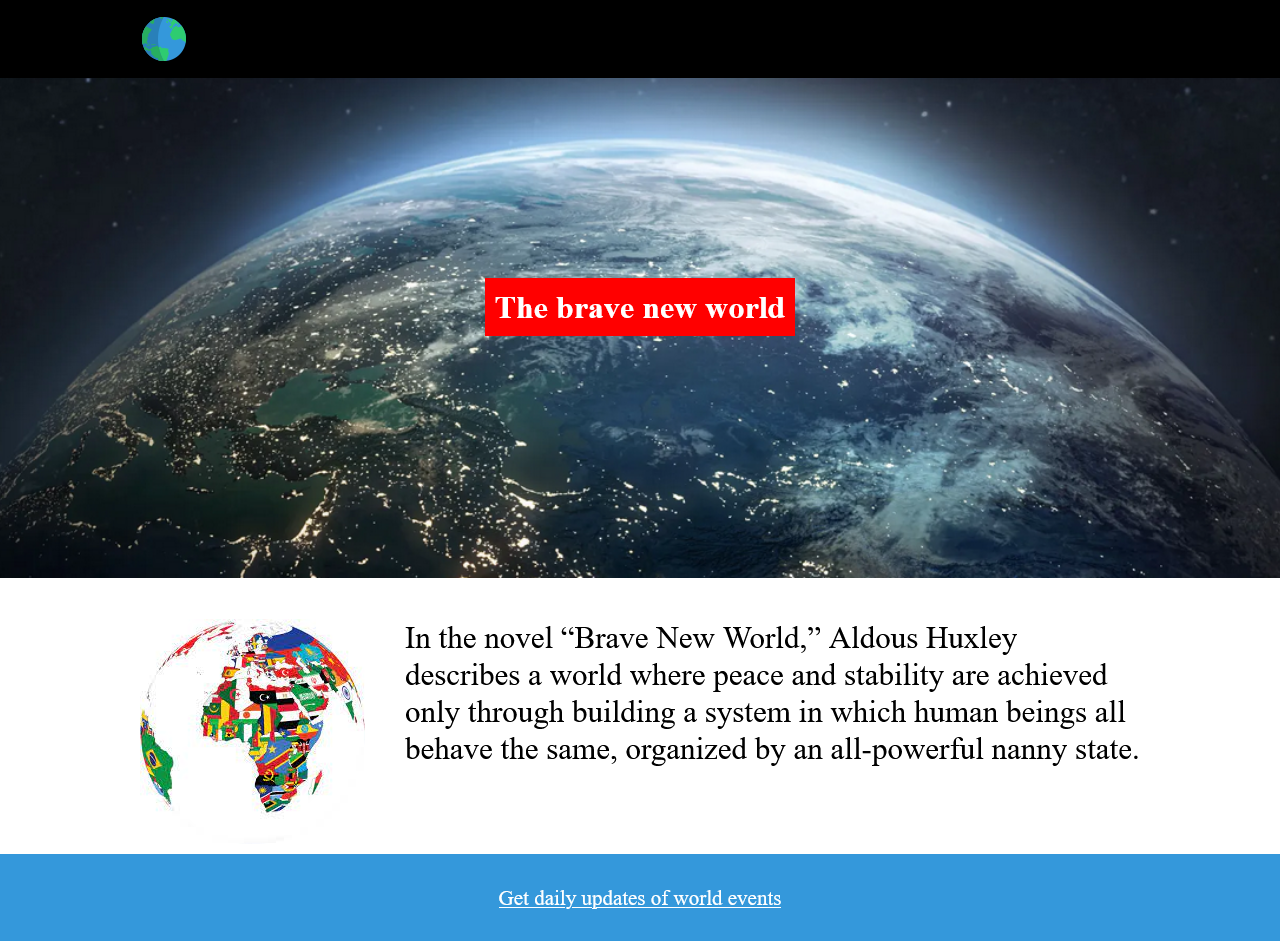 The brave new world
In the novel “Brave New World,” Aldous Huxley
describes a world where peace and stability are achieved
only through building a system in which human beings all
behave the same, organized by an all-powerful nanny state.
Get daily updates of world events